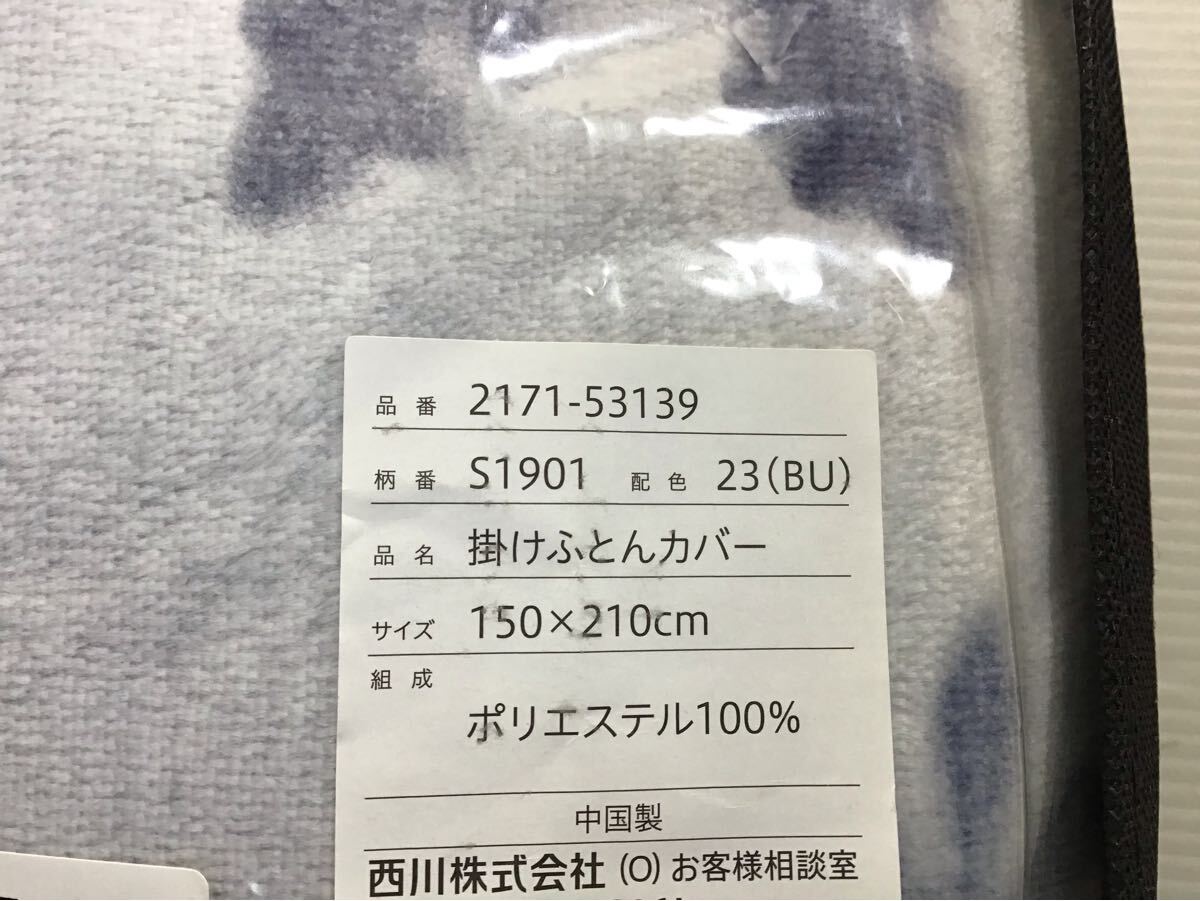 品番 2171-53139
柄番 S1901 配色 23(BU)
品名 掛けふとんカバー
サイズ 150×210cm
組成
ポリエステル100%
中国製
西川株式会社 (O) お客様相談室